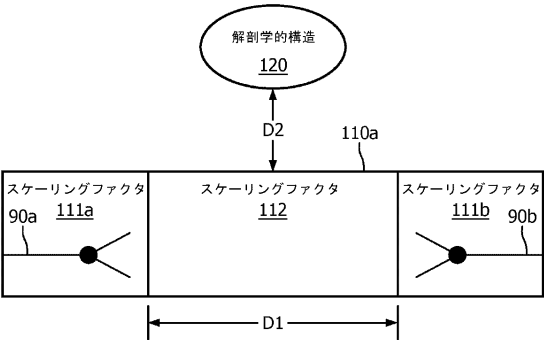 解剖学的構造
120
D2
110a
スケーリングファクタ
111a
スケーリングファクタ
112
スケーリングファクタ
111b
90a
90b
D1